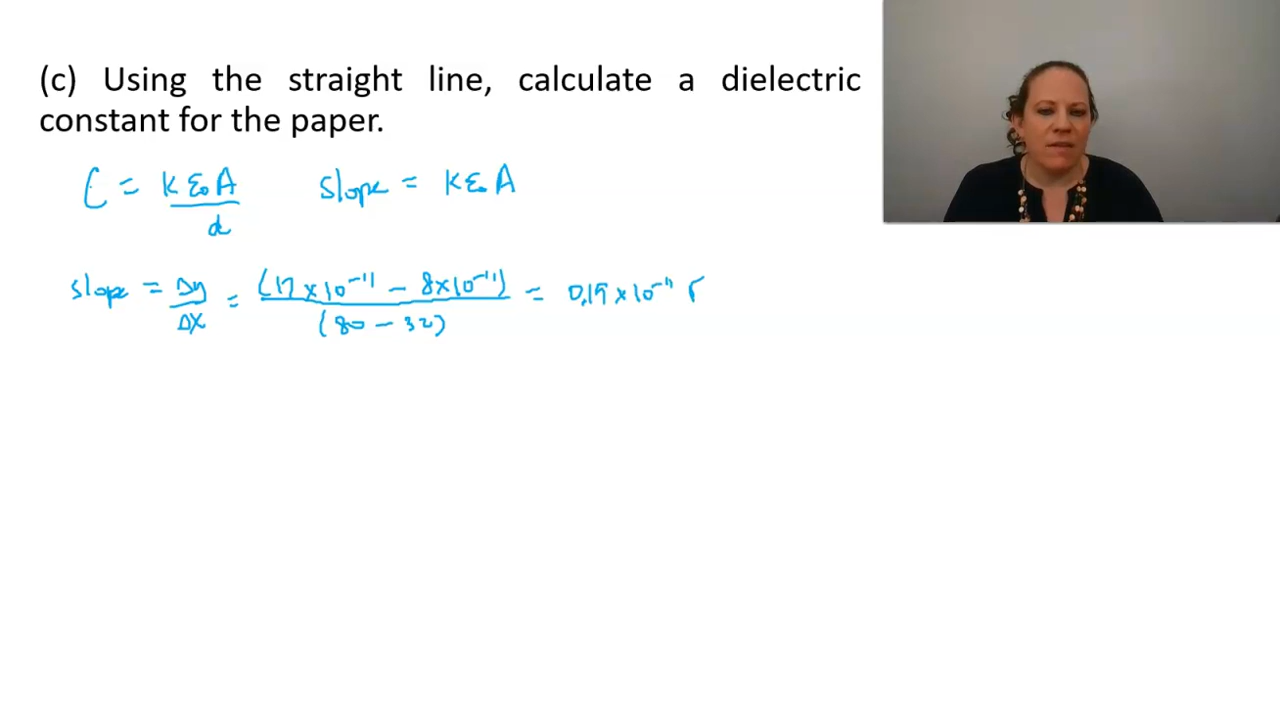 (c) Using the straight line, calculate a dielectric
constant for the paper.
C = kε₀A / d    slope = kε₀A
slope = Δy / Δx = (17 × 10⁻¹¹ − 8×10⁻¹¹) / (80 − 32) = 0.19 × 10⁻¹¹